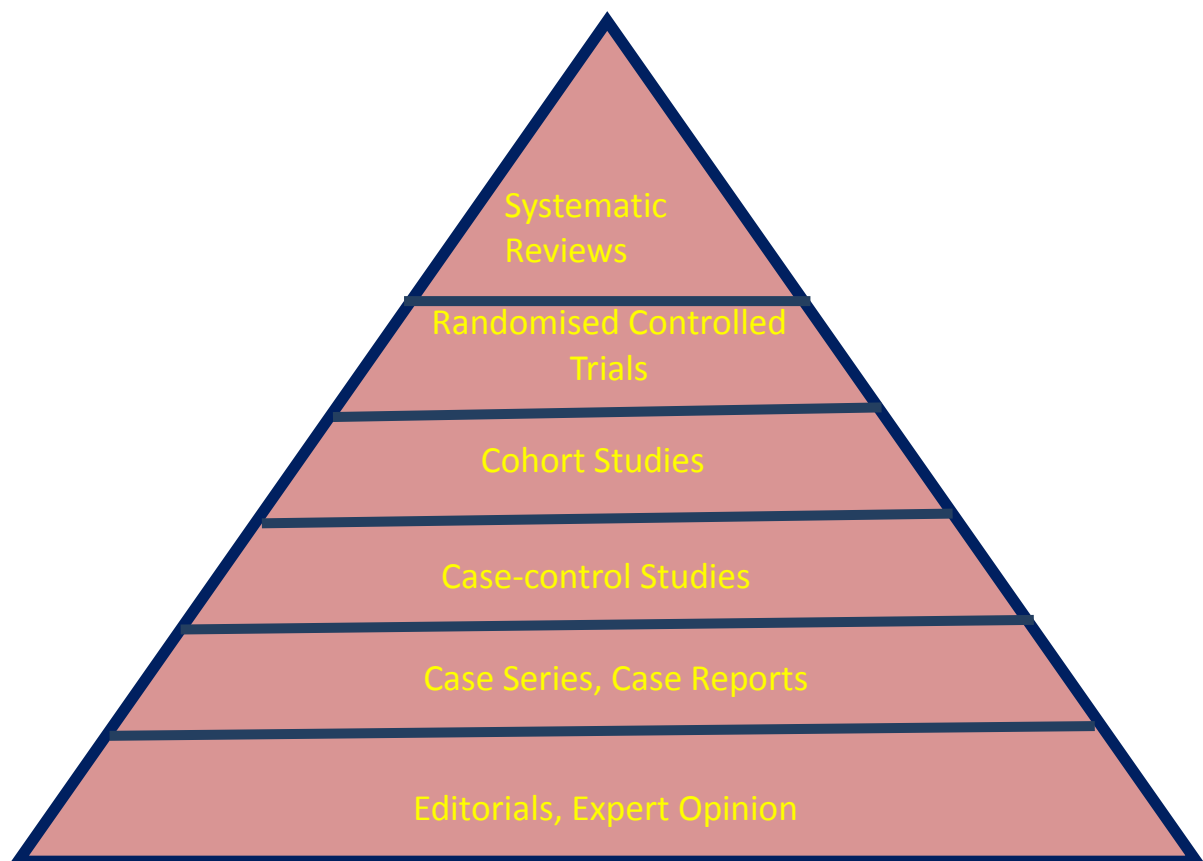 Systematic
Reviews
Randomised Controlled
Trials
Cohort Studies
Case-control Studies
Case Series, Case Reports
Editorials, Expert Opinion